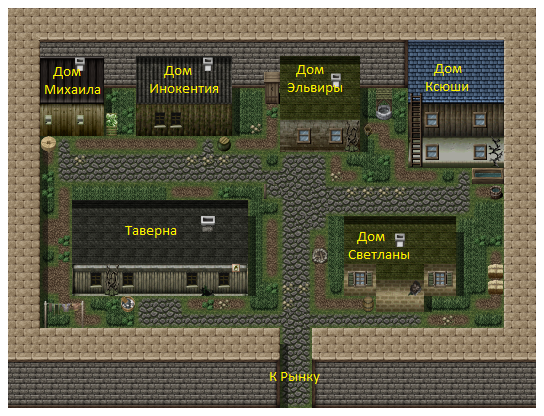 Дом
Михаила
Дом
Инокентия
Дом
Эльвиры
Дом
Ксюши
Таверна
Дом
Светланы
К Рынку